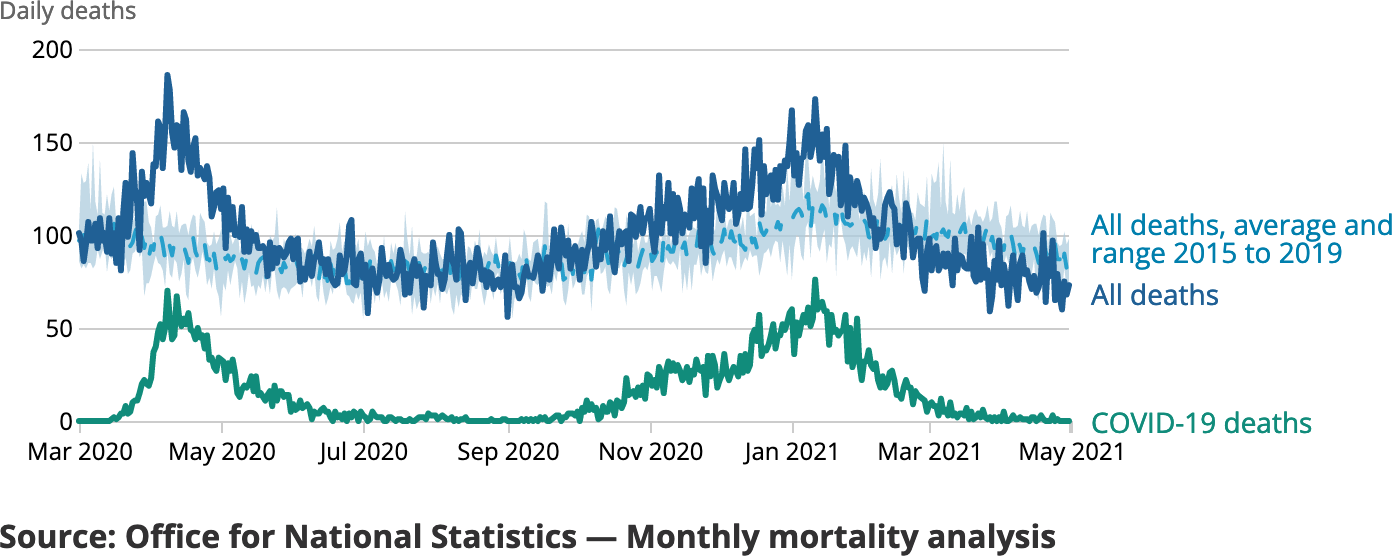 Daily deaths
200
150
100
50
0
Mar 2020 May 2020 Jul 2020 Sep 2020 Nov 2020 Jan 2021 Mar 2021 May 2021
All deaths, average and
range 2015 to 2019
All deaths
COVID-19 deaths
Source: Office for National Statistics — Monthly mortality analysis